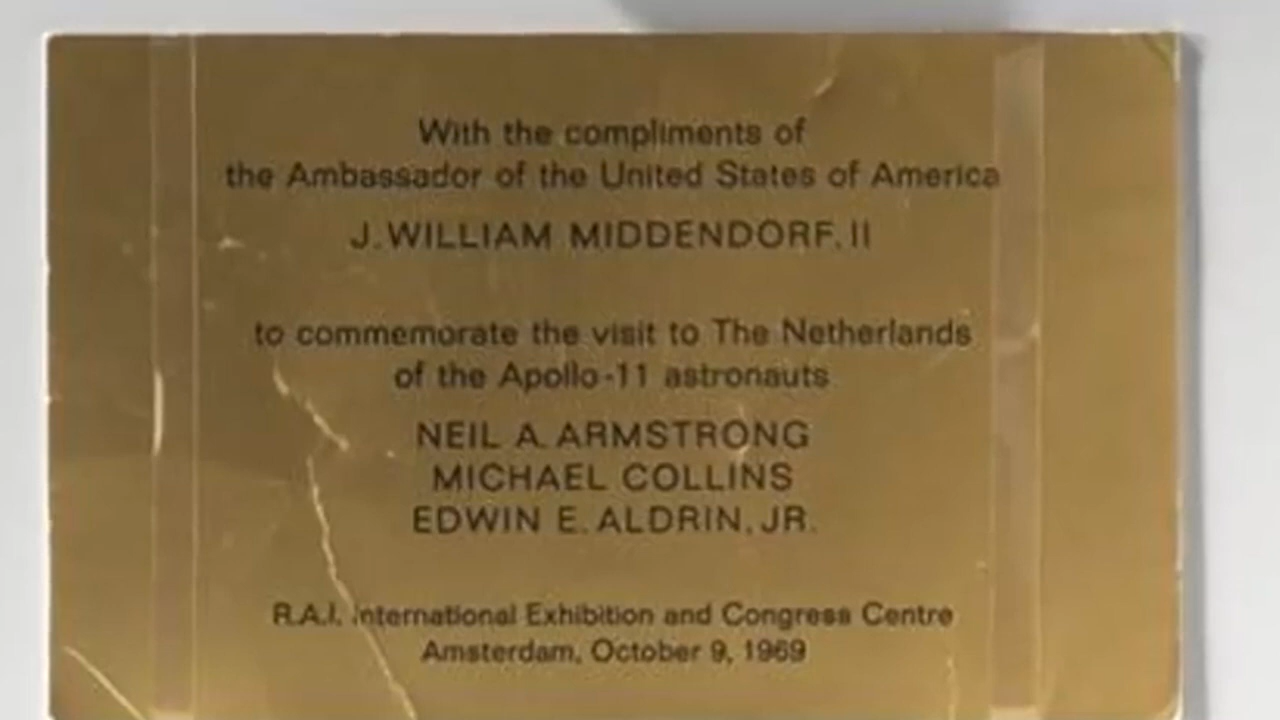 With the compliments of
the Ambassador of the United States of America
J. WILLIAM MIDDENDORF, II
to commemorate the visit to The Netherlands
of the Apollo-11 astronauts
NEIL A. ARMSTRONG
MICHAEL COLLINS
EDWIN E. ALDRIN, JR.
R.A.I. International Exhibition and Congress Centre
Amsterdam, October 9, 1969